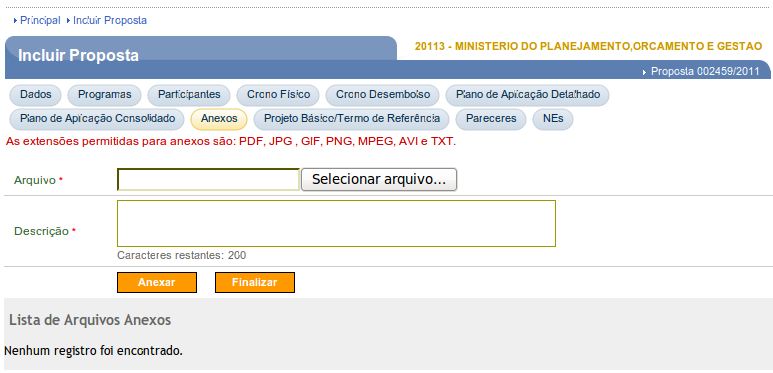 Principal Incluir Proposta
Incluir Proposta
20113 - MINISTERIO DO PLANEJAMENTO,ORCAMENTO E GESTAO
Proposta 002459/2011
Dados Programas Participantes Crono Físico Crono Desembolso Plano de Aplicação Detalhado
Plano de Aplicação Consolidado Anexos Projeto Básico/Termo de Referência Pareceres NEs
As extensões permitidas para anexos são: PDF, JPG , GIF, PNG, MPEG, AVI e TXT.
Arquivo * Selecionar arquivo...
Descrição *
Caracteres restantes: 200
Anexar Finalizar
Lista de Arquivos Anexos
Nenhum registro foi encontrado.